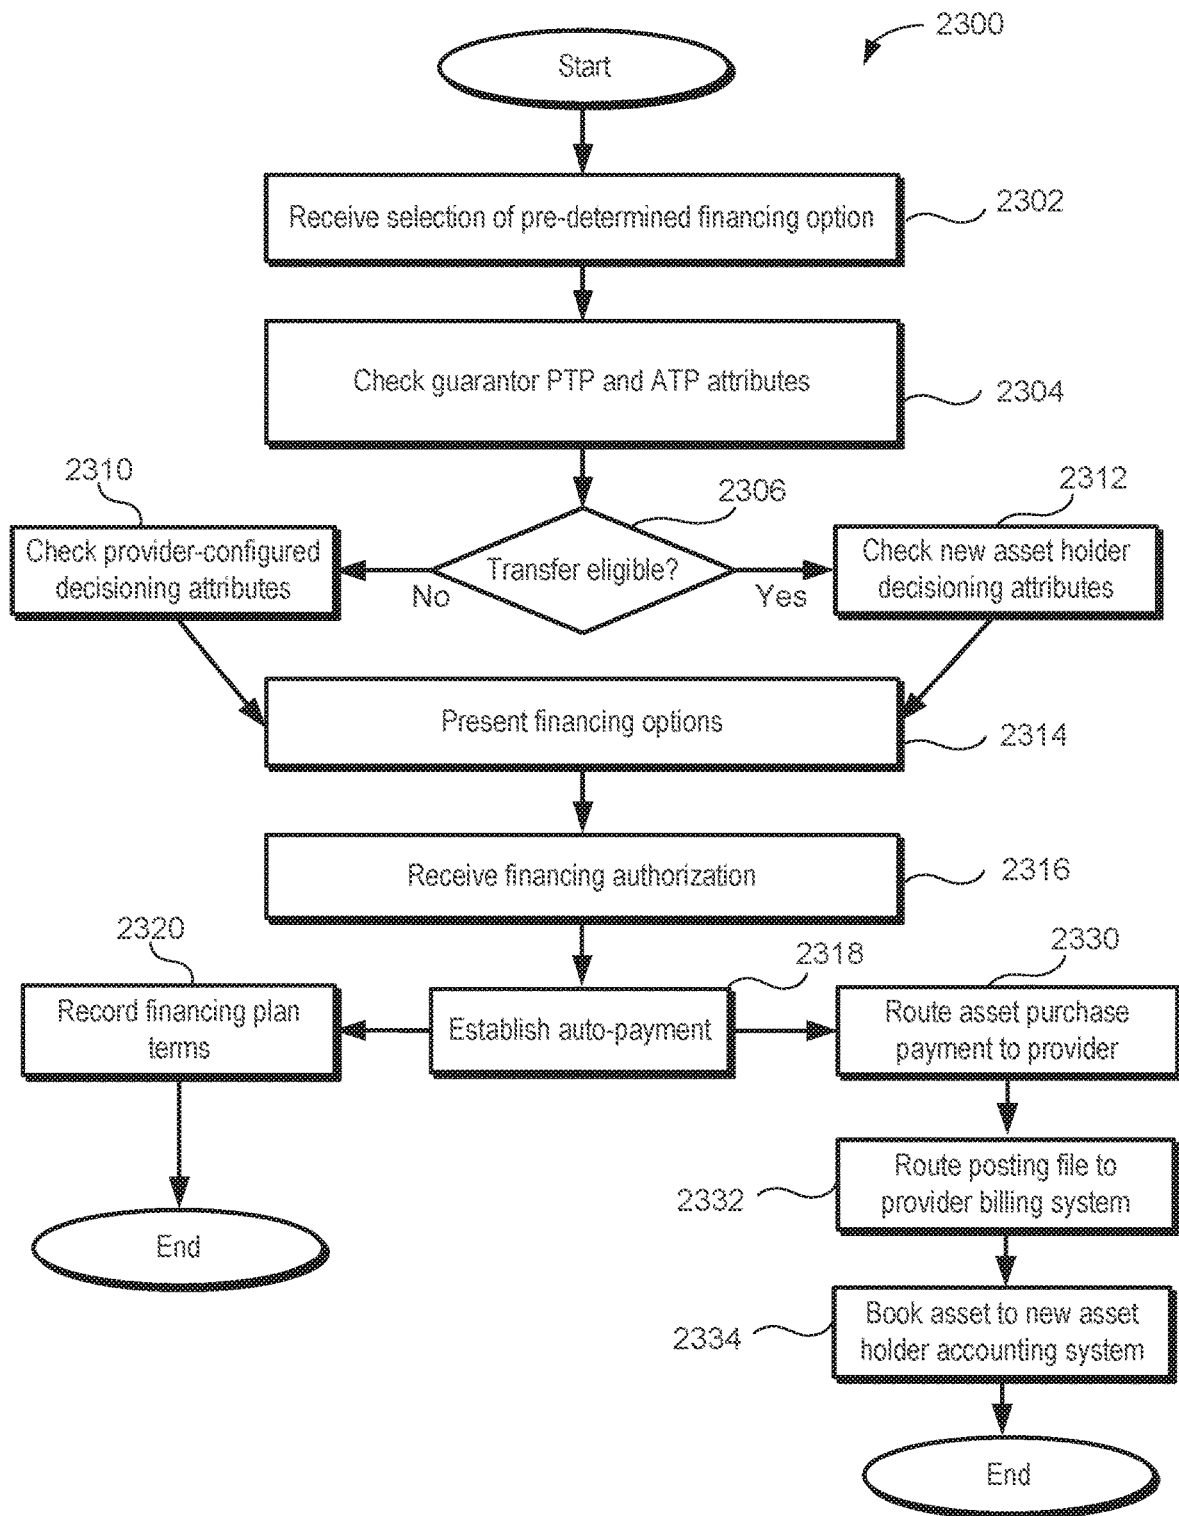 2300
Start
Receive selection of pre-determined financing option
2302
Check guarantor PTP and ATP attributes
2304
2310
2306
2312
Check provider-configured
decisioning attributes
Transfer eligible?
No
Yes
Check new asset holder
decisioning attributes
Present financing options
2314
Receive financing authorization
2316
2320
2318
2330
Record financing plan
terms
Establish auto-payment
Route asset purchase
payment to provider
Route posting file to
provider billing system
2332
End
Book asset to new asset
holder accounting system
2334
End